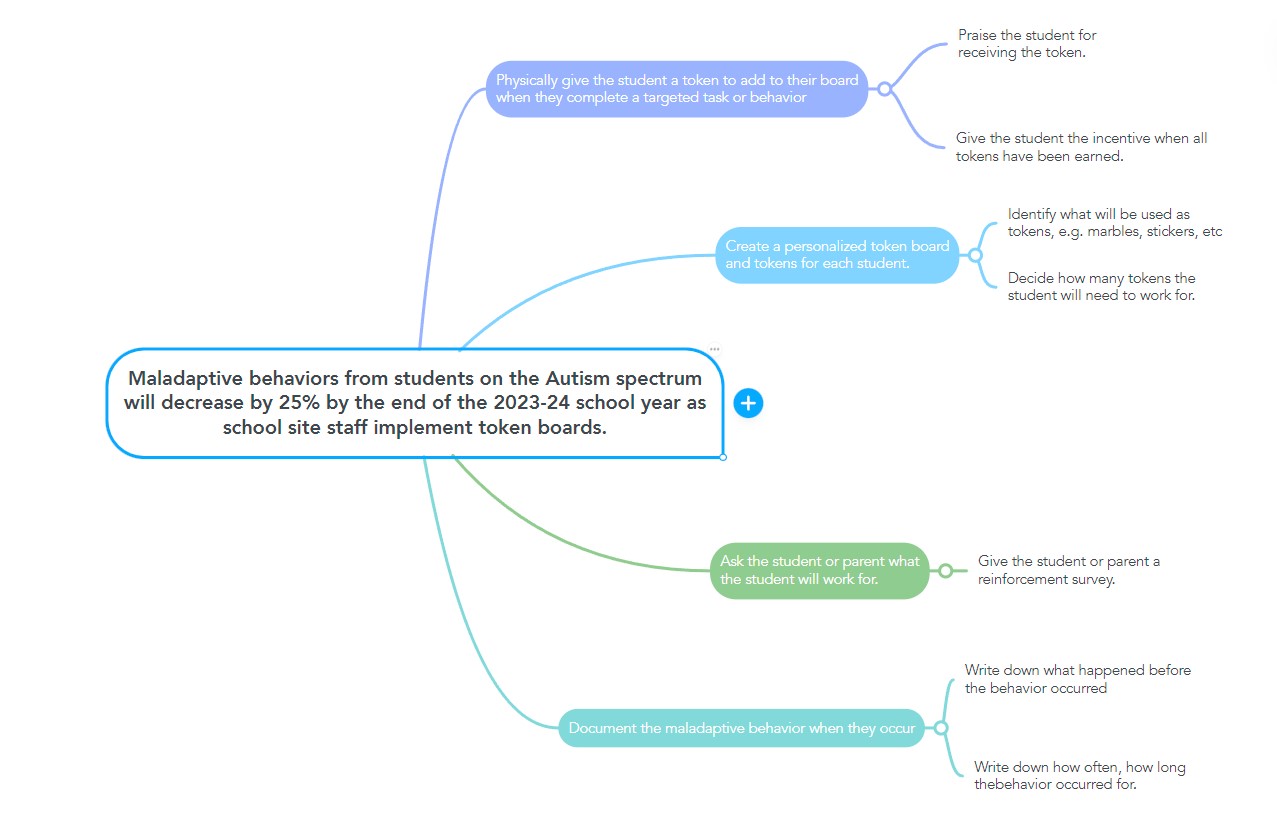 Praise the student for
receiving the token.
Physically give the student a token to add to their board
when they complete a targeted task or behavior
Give the student the incentive when all
tokens have been earned.
Identify what will be used as
tokens, e.g. marbles, stickers, etc
Create a personalized token board
and tokens for each student.
Decide how many tokens the
student will need to work for.
Maladaptive behaviors from students on the Autism spectrum
will decrease by 25% by the end of the 2023-24 school year as
school site staff implement token boards.
Ask the student or parent what
the student will work for.
Give the student or parent a
reinforcement survey.
Write down what happened before
the behavior occurred
Document the maladaptive behavior when they occur
Write down how often, how long
thebehavior occurred for.